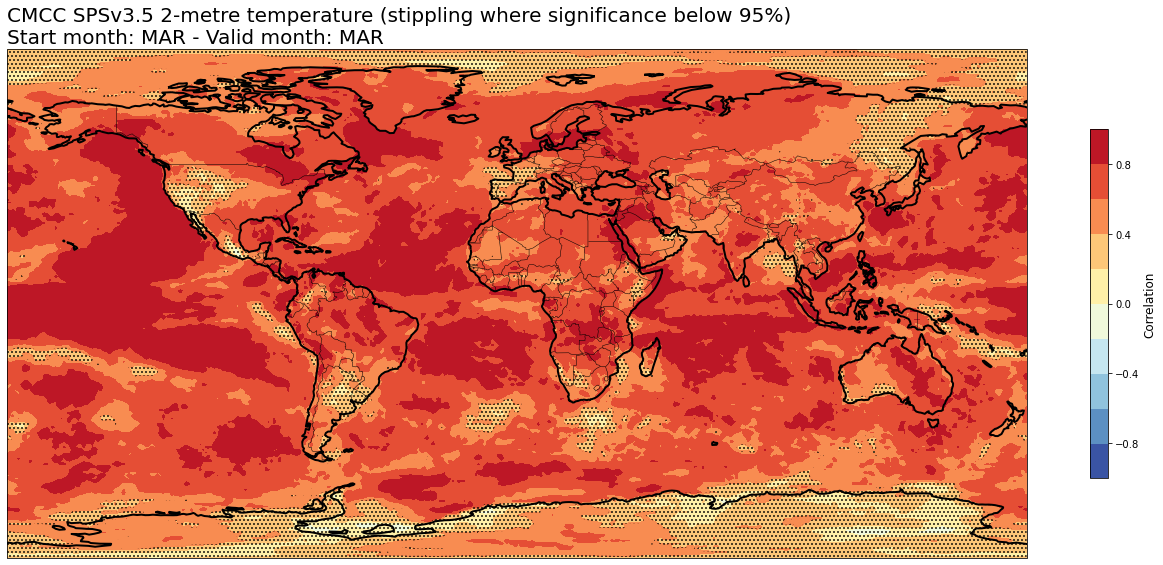 CMCC SPSv3.5 2-metre temperature (stippling where significance below 95%)
Start month: MAR - Valid month: MAR
0.8
0.4
0.0
−0.4
−0.8
Correlation